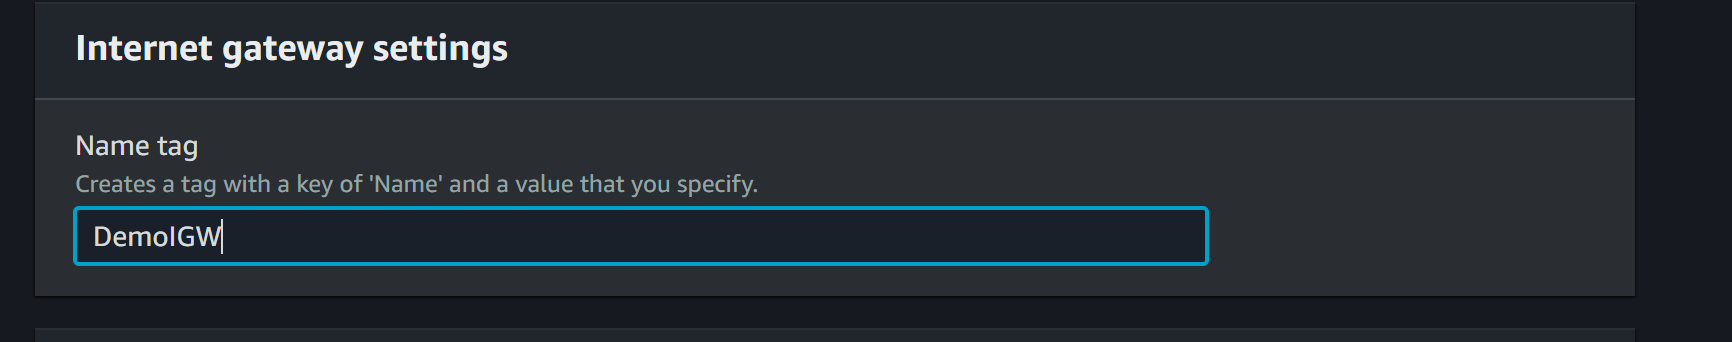 Internet gateway settings
Name tag
Creates a tag with a key of 'Name' and a value that you specify.
DemoIGW